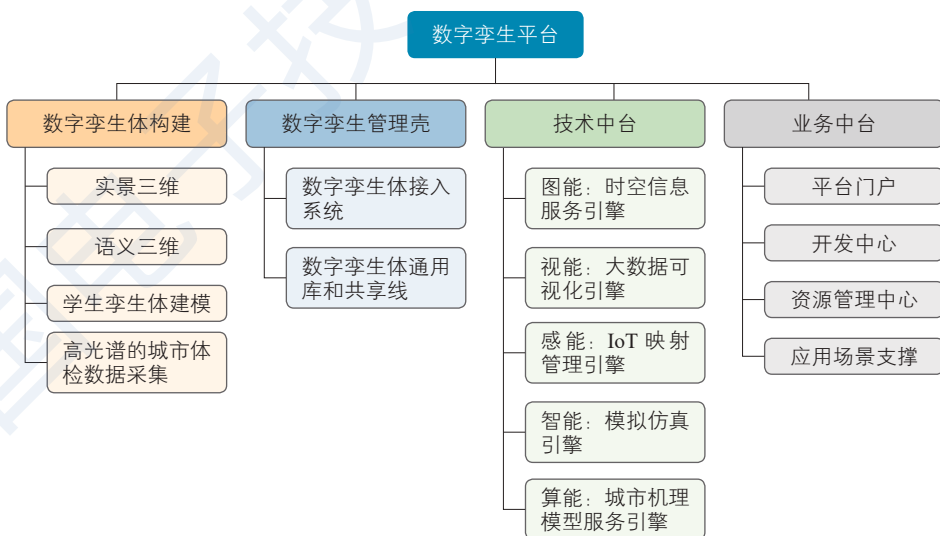 数字孪生平台
数字孪生体构建
实景三维
语义三维
学生孪生体建模
高光谱的城市体
检数据采集
数字孪生管理壳
数字孪生体接入
系统
数字孪生体通用
库和共享线
技术中台
图能：时空信息
服务引擎
视能：大数据可
视化引擎
感能：IoT 映射
管理引擎
智能：模拟仿真
引擎
算能：城市机理
模型服务引擎
业务中台
平台门户
开发中心
资源管理中心
应用场景支撑
国电子技